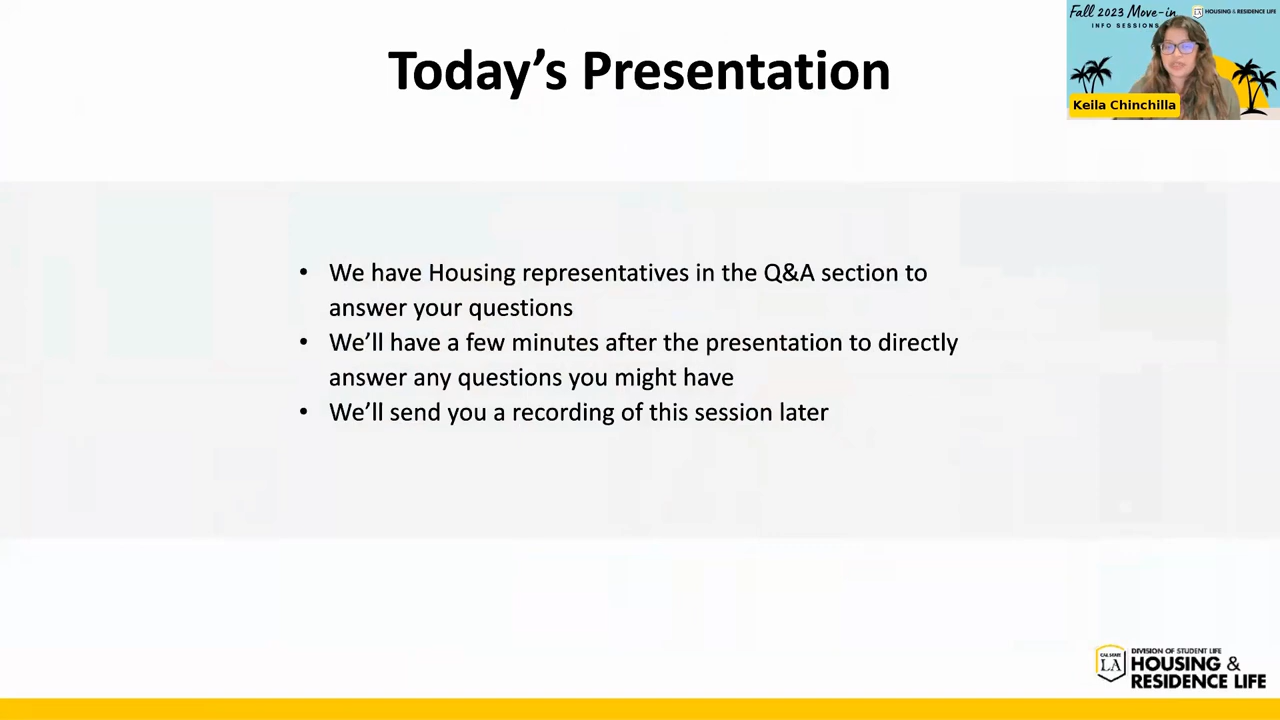 Today's Presentation
Fall 2023 Move-in
INFO SESSIONS
LA HOUSING & RESIDENCE LIFE
Keila Chinchilla
• We have Housing representatives in the Q&A section to
answer your questions
• We'll have a few minutes after the presentation to directly
answer any questions you might have
• We'll send you a recording of this session later
CAL STATE
LA
DIVISION OF STUDENT LIFE
HOUSING &
RESIDENCE LIFE